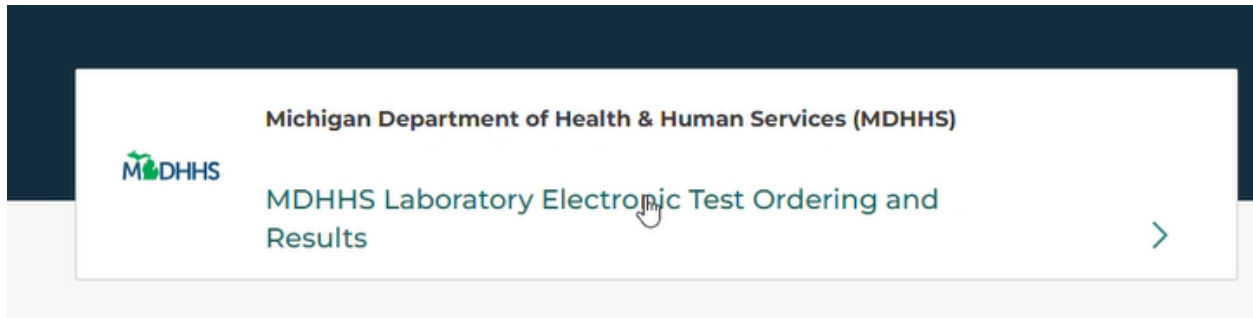 Michigan Department of Health & Human Services (MDHHS)
MDHHS
MDHHS Laboratory Electronic Test Ordering and
Results